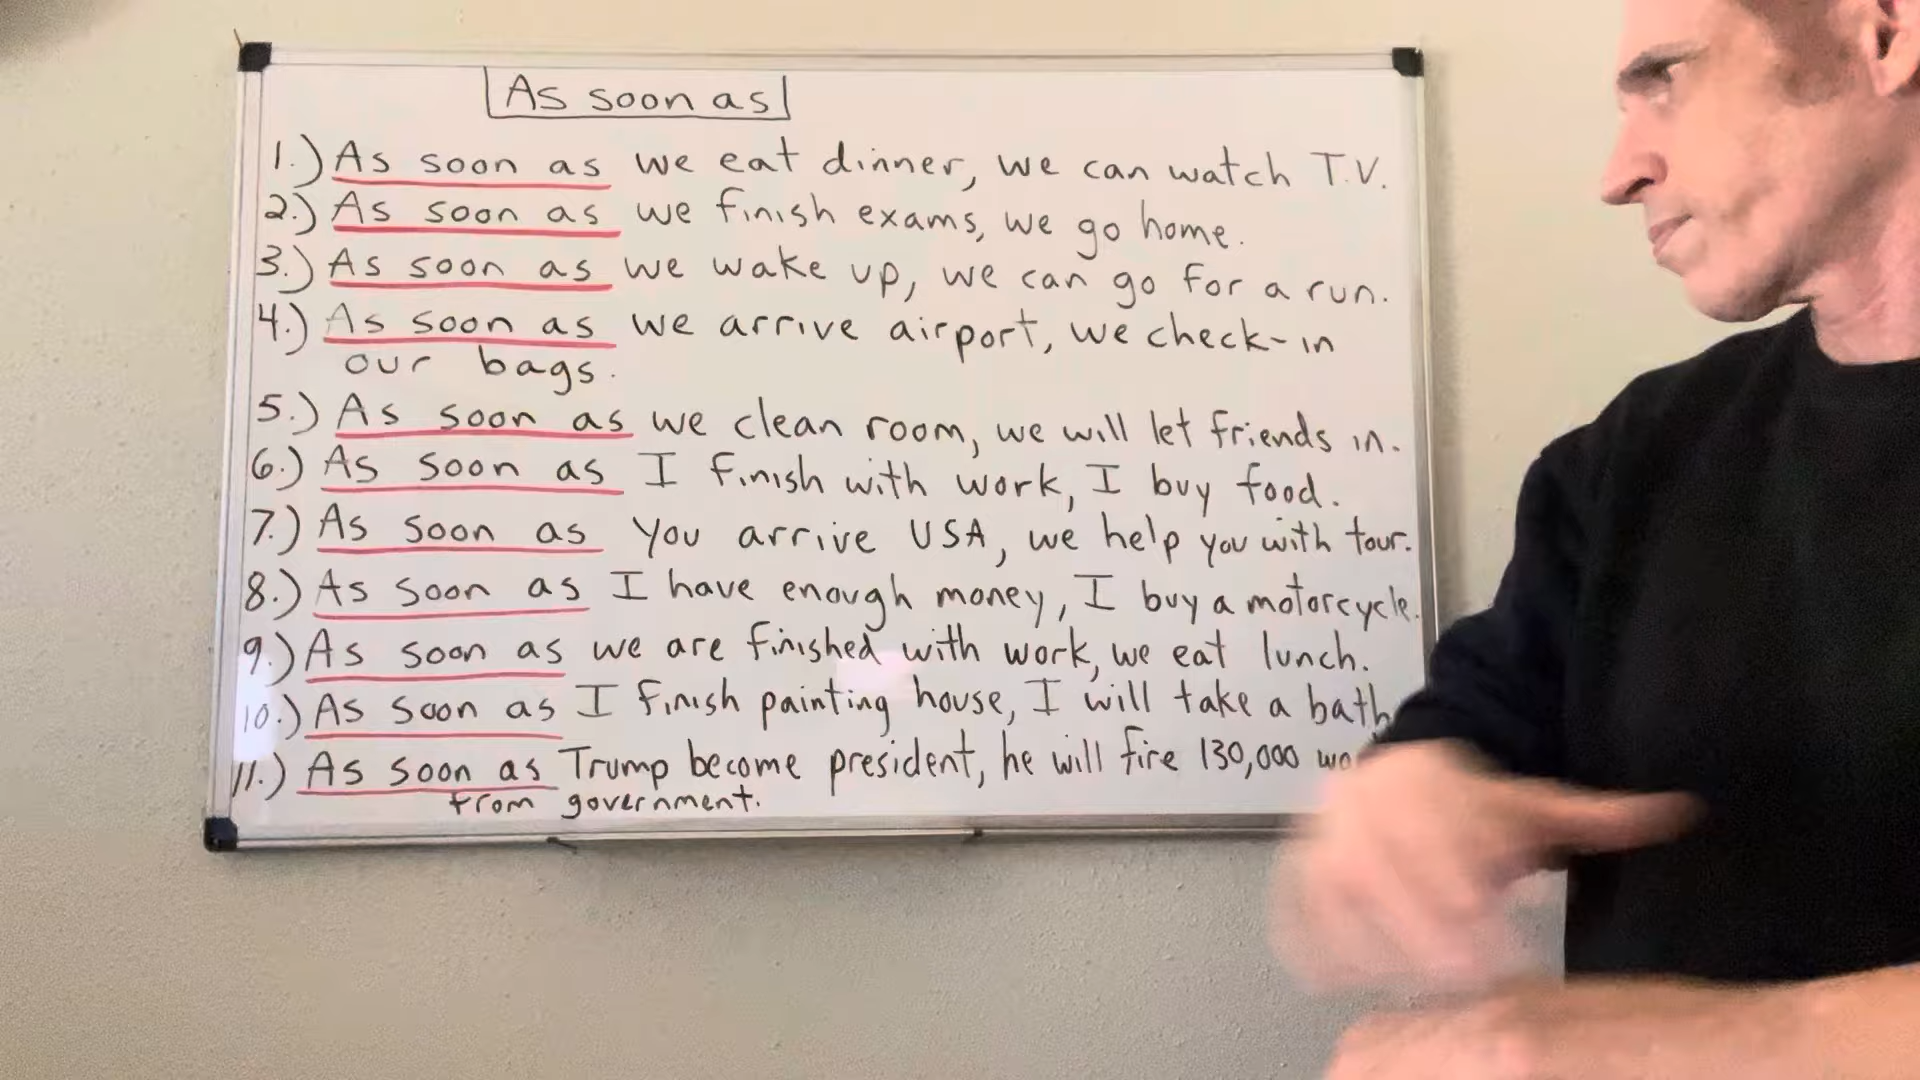 As soon as
1.) As soon as we eat dinner, we can watch T.V.
2.) As soon as we finish exams, we go home.
3.) As soon as we wake up, we can go for a run.
4.) As soon as we arrive airport, we check-in
our bags.
5.) As soon as we clean room, we will let friends in.
6.) As soon as I finish with work, I buy food.
7.) As soon as you arrive USA, we help you with tour.
8.) As soon as I have enough money, I buy a motorcycle.
9.) As soon as we are finished with work, we eat lunch.
10.) As soon as I finish painting house, I will take a bath
11.) As soon as Trump become president, he will fire 130,000
from government.